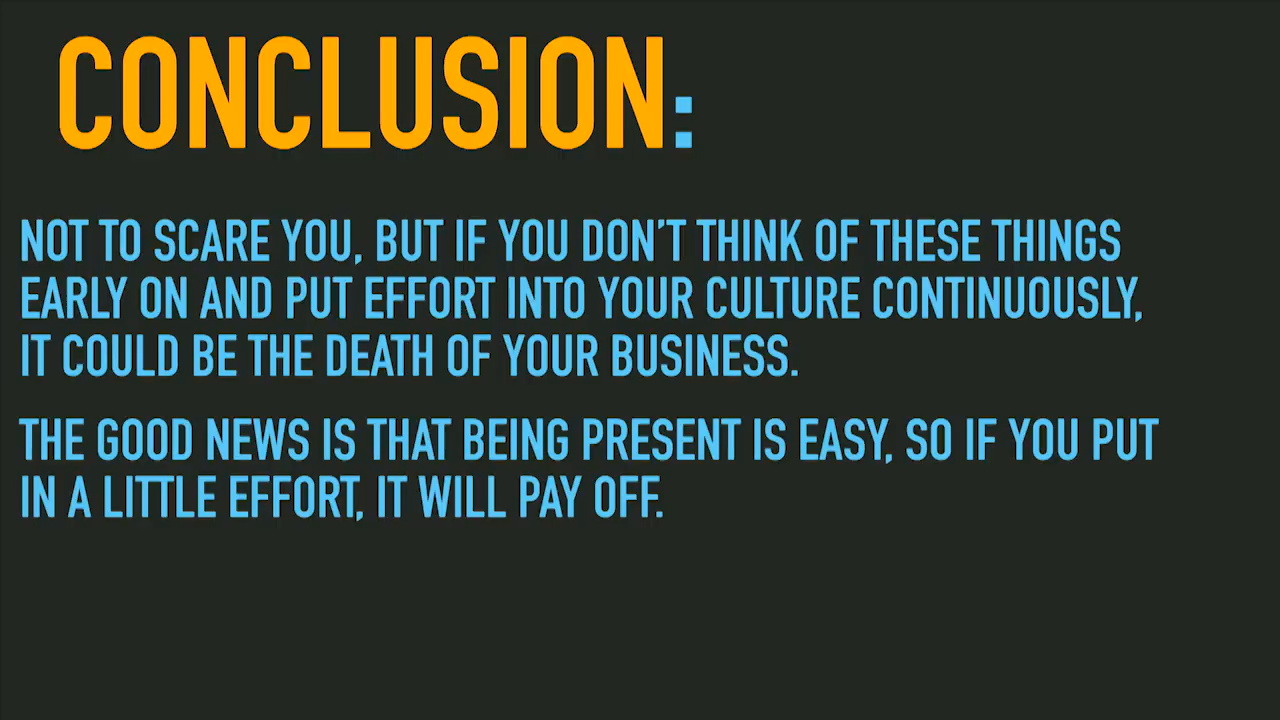 CONCLUSION:
NOT TO SCARE YOU, BUT IF YOU DON'T THINK OF THESE THINGS
EARLY ON AND PUT EFFORT INTO YOUR CULTURE CONTINUOUSLY,
IT COULD BE THE DEATH OF YOUR BUSINESS.
THE GOOD NEWS IS THAT BEING PRESENT IS EASY, SO IF YOU PUT
IN A LITTLE EFFORT, IT WILL PAY OFF.